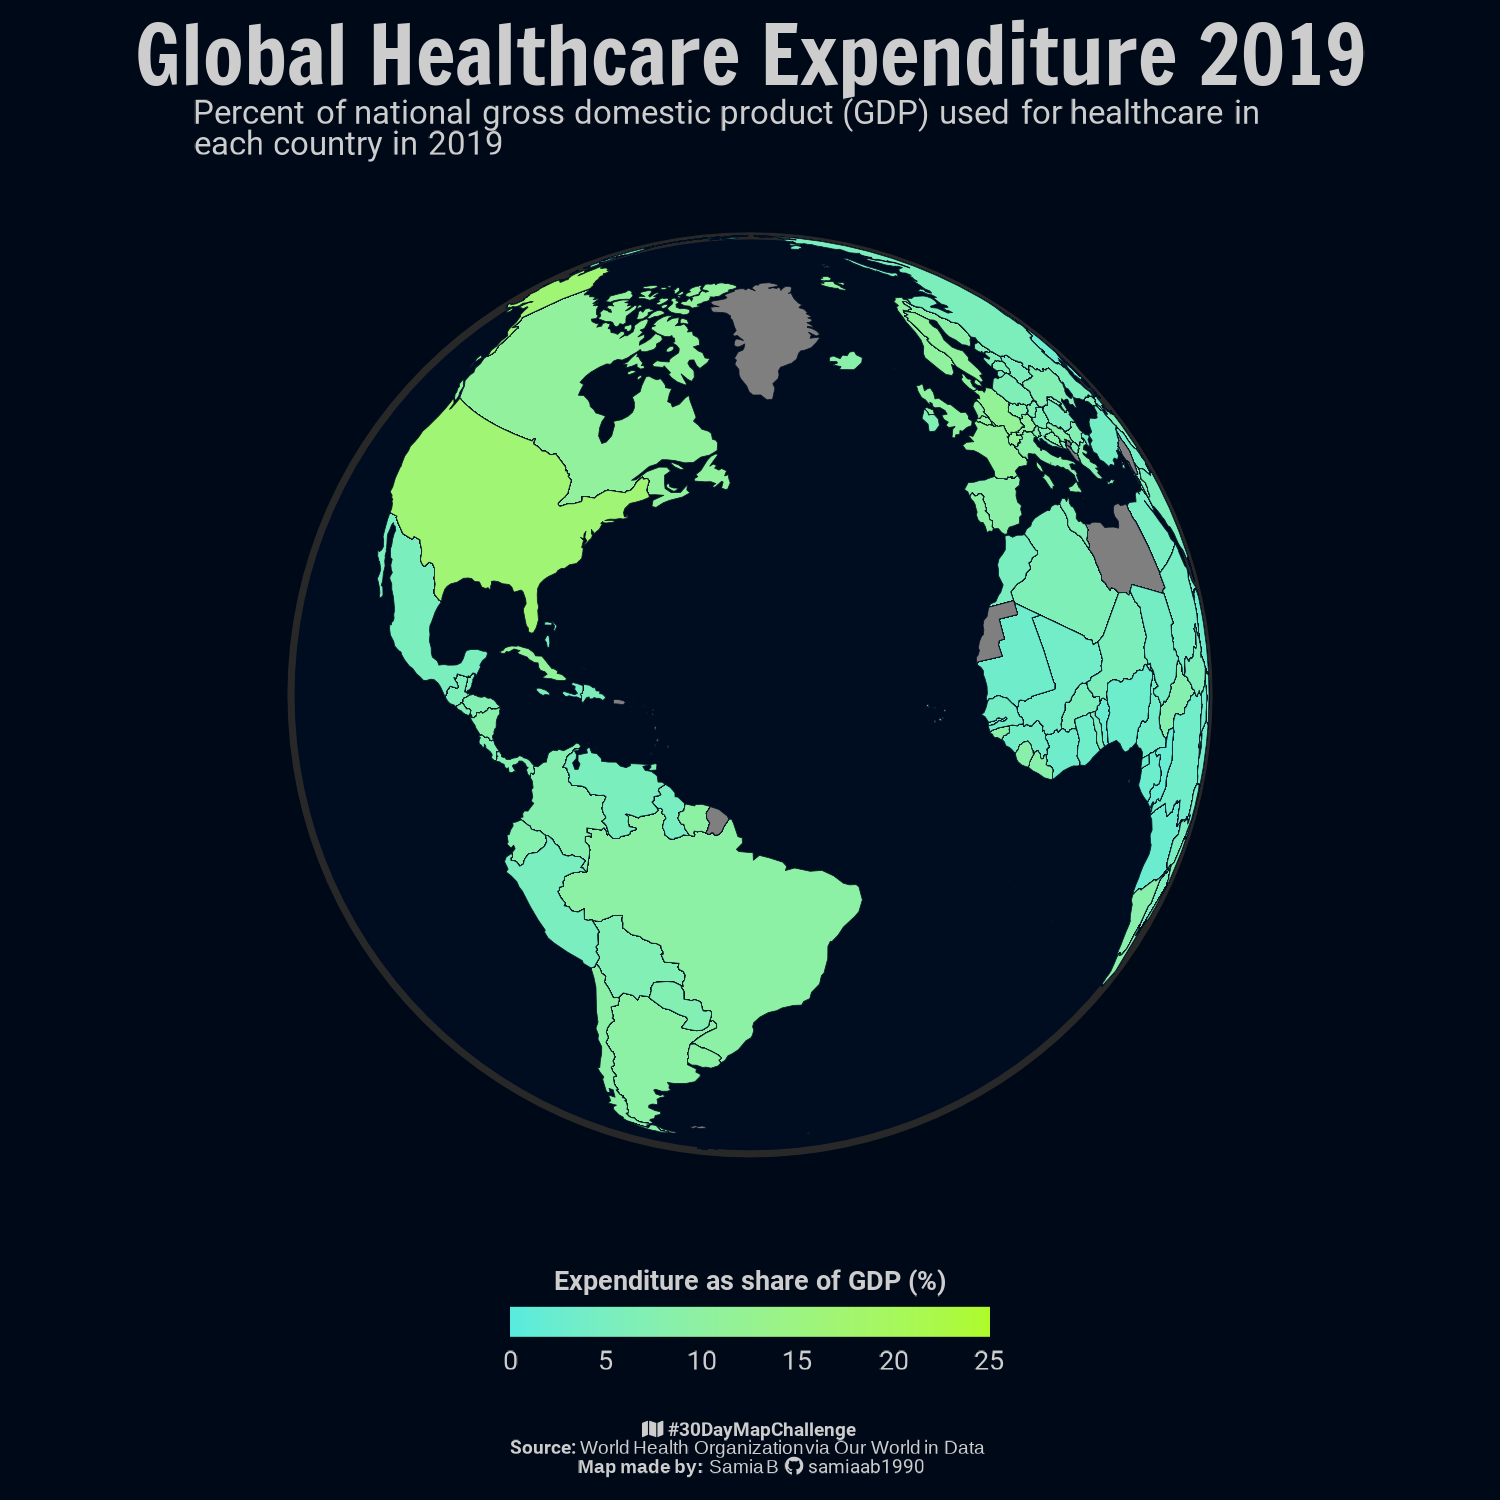 Global Healthcare Expenditure 2019
Percent of national gross domestic product (GDP) used for healthcare in
each country in 2019
Expenditure as share of GDP (%)
0 5 10 15 20 25
#30DayMapChallenge
Source: World Health Organization via Our World in Data
Map made by: Samia B samiaab1990